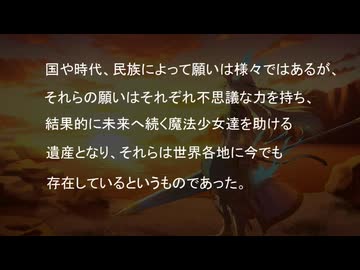 国や時代、民族によって願いは様々ではあるが、
それらの願いはそれぞれ不思議な力を持ち、
結果的に未来へ続く魔法少女達を助ける
遺産となり、それらは世界各地に今でも
存在しているというものであった。